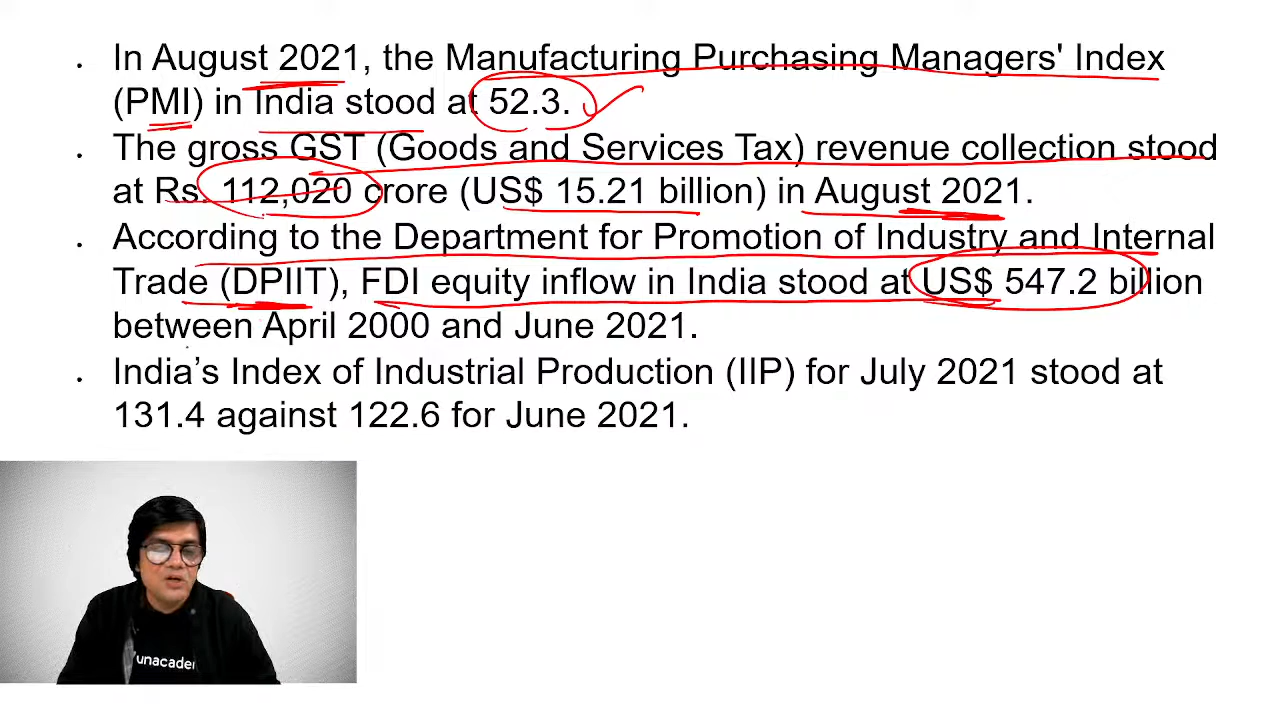 In August 2021, the Manufacturing Purchasing Managers' Index
(PMI) in India stood at 52.3.
The gross GST (Goods and Services Tax) revenue collection stood
at Rs. 112,020 crore (US$ 15.21 billion) in August 2021.
According to the Department for Promotion of Industry and Internal
Trade (DPIIT), FDI equity inflow in India stood at US$ 547.2 billion
between April 2000 and June 2021.
India’s Index of Industrial Production (IIP) for July 2021 stood at
131.4 against 122.6 for June 2021.
unacade